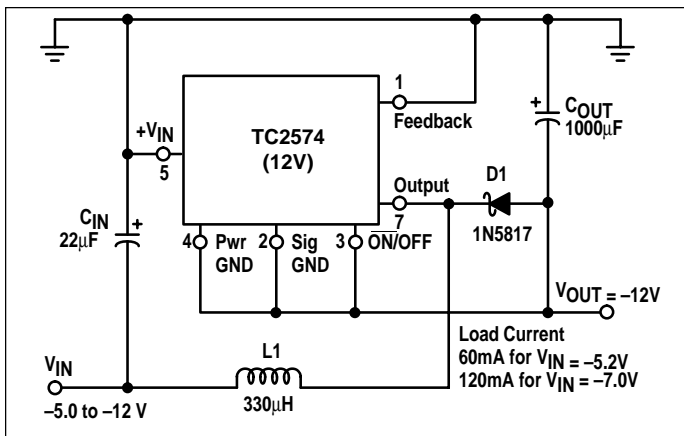 1
Feedback
+VIN
5
TC2574
(12V)
COUT
1000µF
+
D1
Output
7
1N5817
CIN
22µF
+
4 Pwr
GND
2 Sig
GND
3 ON/OFF
VOUT = –12V
Load Current
60mA for VIN = –5.2V
120mA for VIN = –7.0V
L1
330µH
VIN
–5.0 to –12 V